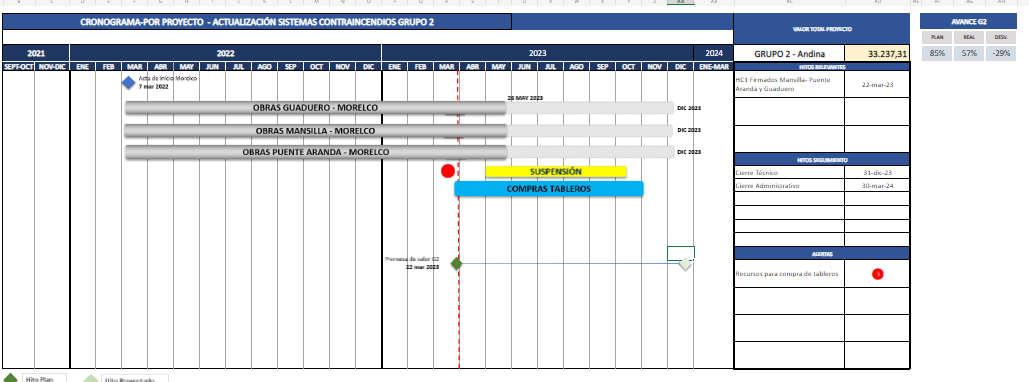 CRONOGRAMA-POR PROYECTO - ACTUALIZACIÓN SISTEMAS CONTRAINCENDIOS GRUPO 2
VALOR TOTAL PROYECTO
AVANCE G2
PLAN REAL DESV.
85% 57% -29%
2021 2022 2023 2024
GRUPO 2 - Andina 33.237,31
SEPT-OCT NOV-DIC ENE FEB MAR ABR MAY JUN JUL AGO SEP OCT NOV DIC ENE FEB MAR ABR MAY JUN JUL AGO SEP OCT NOV DIC ENE-MAR
HITOS RELEVANTES
Acta de Inicio Morelco
7 mar 2022
HC1 Firmados Mansilla- Puente
Aranda y Guaduero
22-mar-23
26 MAY 2023
OBRAS GUADUERO - MORELCO
DIC 2023
OBRAS MANSILLA - MORELCO
DIC 2023
OBRAS PUENTE ARANDA - MORELCO
DIC 2023
HITOS SEGUIMIENTO
SUSPENSIÓN
Cierre Técnico 31-dic-23
COMPRAS TABLEROS
Cierre Administrativo 30-mar-24
ALERTAS
Promesa de valor G2
22 mar 2023
Recursos para compra de tableros
Hito Plan
Hito Proyectado